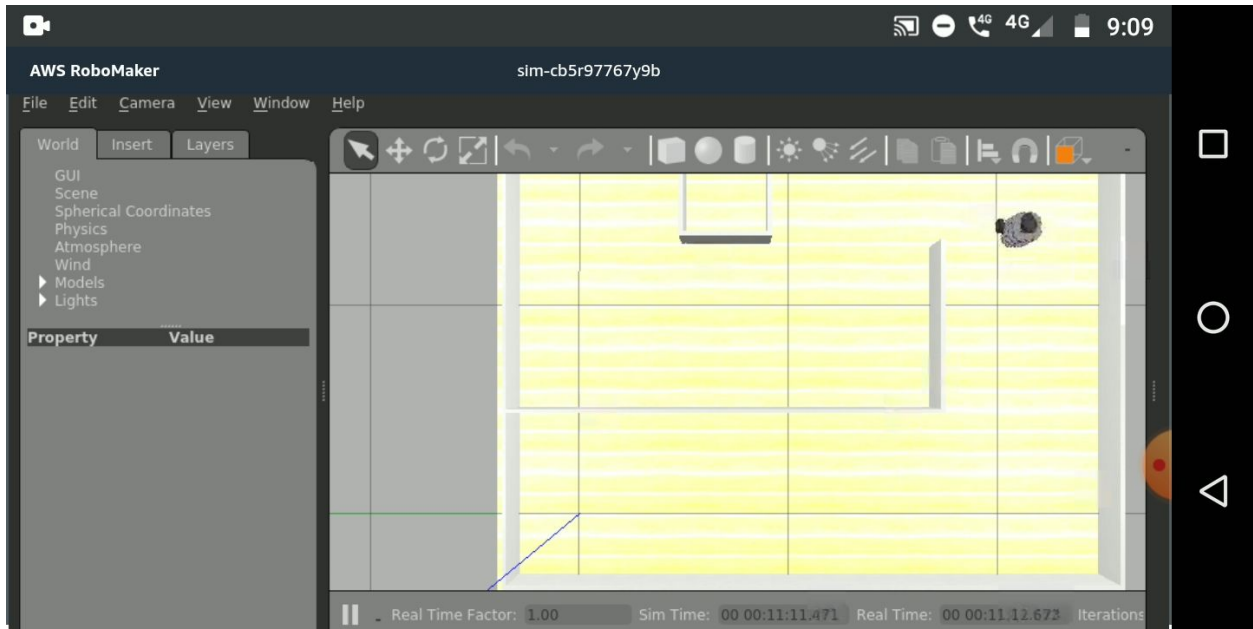 4G 4G 9:09
AWS RoboMaker sim-cb5r97767y9b
File Edit Camera View Window Help
World Insert Layers
GUI
Scene
Spherical Coordinates
Physics
Atmosphere
Wind
Models
Lights
Property Value
Real Time Factor: 1.00 Sim Time: 00 00:11:11.471 Real Time: 00 00:11:12.673 Iterations